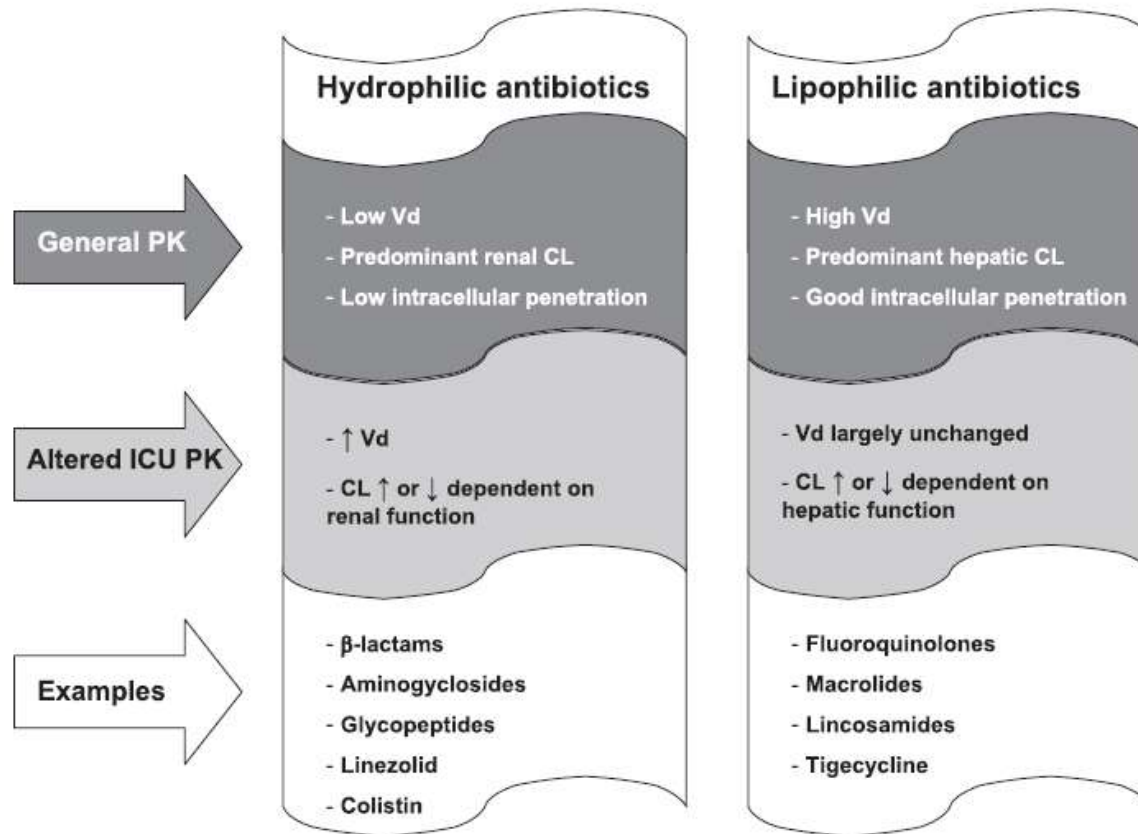 Hydrophilic antibiotics
Lipophilic antibiotics
General PK
- Low Vd
- Predominant renal CL
- Low intracellular penetration
- High Vd
- Predominant hepatic CL
- Good intracellular penetration
Altered ICU PK
- ↑ Vd
- CL ↑ or ↓ dependent on
renal function
- Vd largely unchanged
- CL ↑ or ↓ dependent on
hepatic function
Examples
- β-lactams
- Aminogyclosides
- Glycopeptides
- Linezolid
- Colistin
- Fluoroquinolones
- Macrolides
- Lincosamides
- Tigecycline